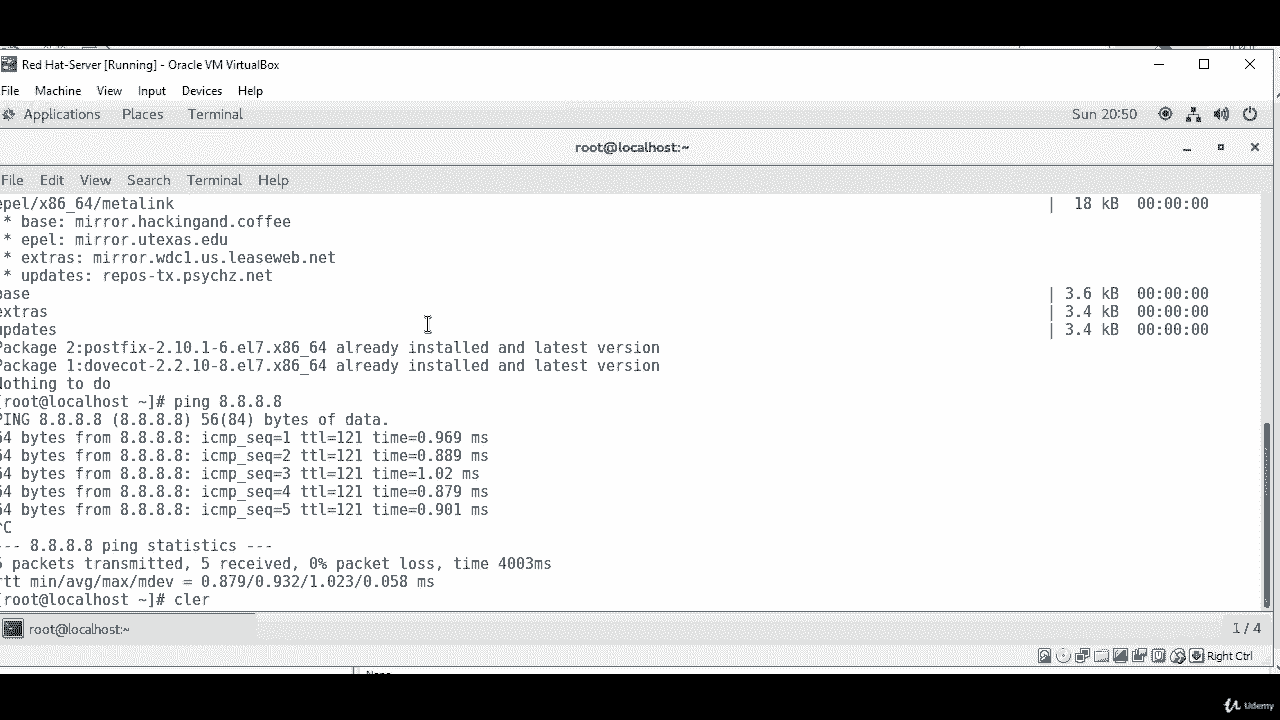 Red Hat-Server [Running] - Oracle VM VirtualBox
File Machine View Input Devices Help
Applications Places Terminal Sun 20:50
root@localhost:~
File Edit View Search Terminal Help
epel/x86_64/metalink | 18 kB 00:00:00
* base: mirror.hackingand.coffee
* epel: mirror.utexas.edu
* extras: mirror.wdc1.us.leaseweb.net
* updates: repos-tx.psychz.net
base | 3.6 kB 00:00:00
extras | 3.4 kB 00:00:00
updates | 3.4 kB 00:00:00
Package 2:postfix-2.10.1-6.el7.x86_64 already installed and latest version
Package 1:dovecot-2.2.10-8.el7.x86_64 already installed and latest version
Nothing to do
[root@localhost ~]# ping 8.8.8.8
PING 8.8.8.8 (8.8.8.8) 56(84) bytes of data.
64 bytes from 8.8.8.8: icmp_seq=1 ttl=121 time=0.969 ms
64 bytes from 8.8.8.8: icmp_seq=2 ttl=121 time=0.889 ms
64 bytes from 8.8.8.8: icmp_seq=3 ttl=121 time=1.02 ms
64 bytes from 8.8.8.8: icmp_seq=4 ttl=121 time=0.879 ms
64 bytes from 8.8.8.8: icmp_seq=5 ttl=121 time=0.901 ms
^C
--- 8.8.8.8 ping statistics ---
5 packets transmitted, 5 received, 0% packet loss, time 4003ms
rtt min/avg/max/mdev = 0.879/0.932/1.023/0.058 ms
[root@localhost ~]# cler
root@localhost:~ 1 / 4
Right Ctrl
Udemy